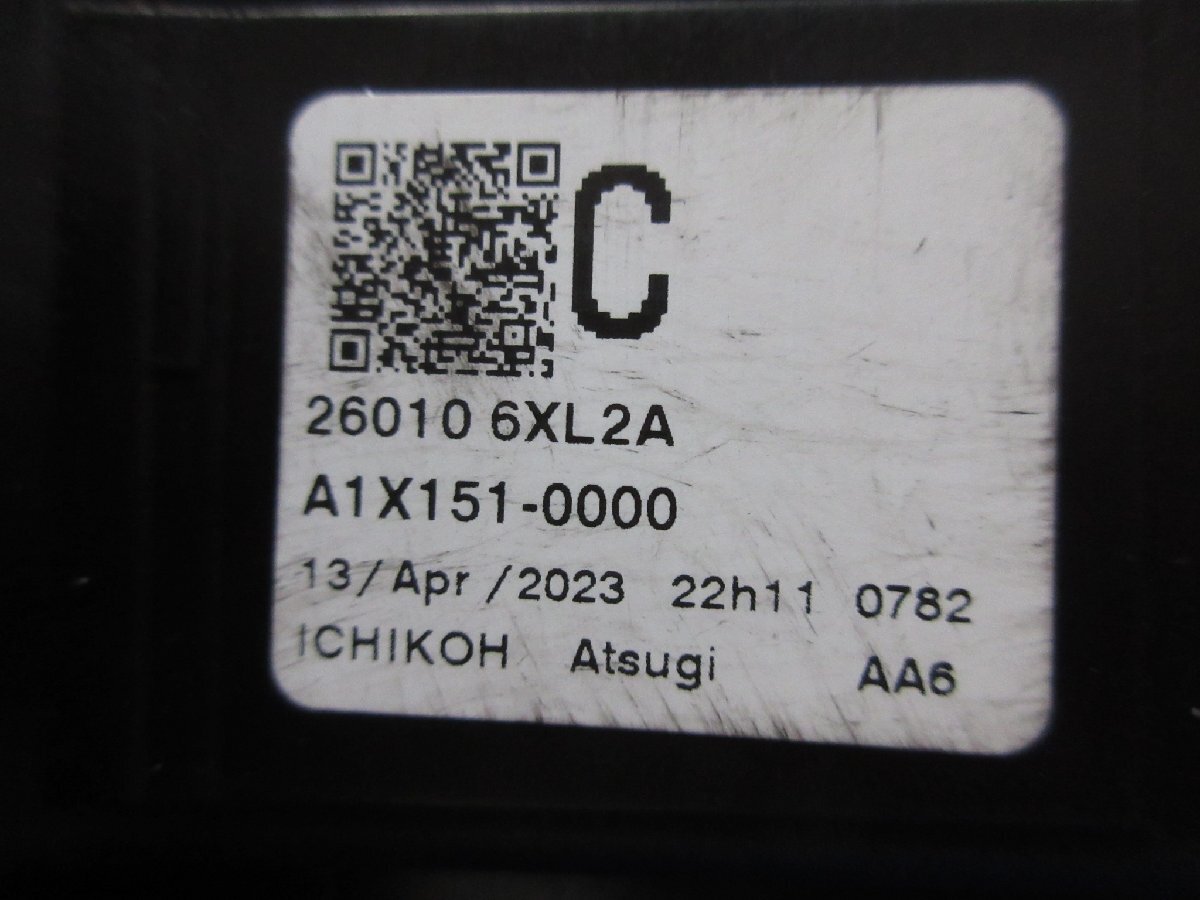 C
26010 6XL2A
A1X151-0000
13/Apr/2023 22h11 0782
ICHIKOH Atsugi AA6